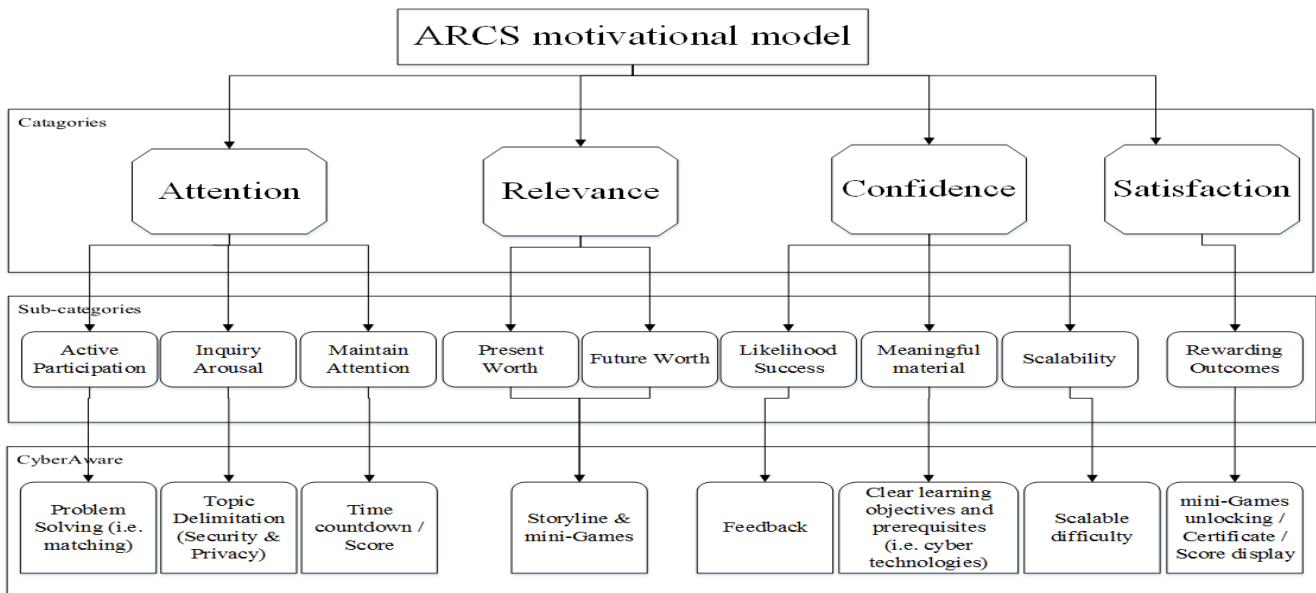 ARCS motivational model
Catagories
Attention
Relevance
Confidence
Satisfaction
Sub-categories
Active
Participation
Inquiry
Arousal
Maintain
Attention
Present
Worth
Future Worth
Likelihood
Success
Meaningful
material
Scalability
Rewarding
Outcomes
CyberAware
Problem
Solving (i.e.
matching)
Topic
Delimitation
(Security &
Privacy)
Time
countdown /
Score
Storyline &
mini-Games
Feedback
Clear learning
objectives and
prerequisites
(i.e. cyber
technologies)
Scalable
difficulty
mini-Games
unlocking /
Certificate /
Score display